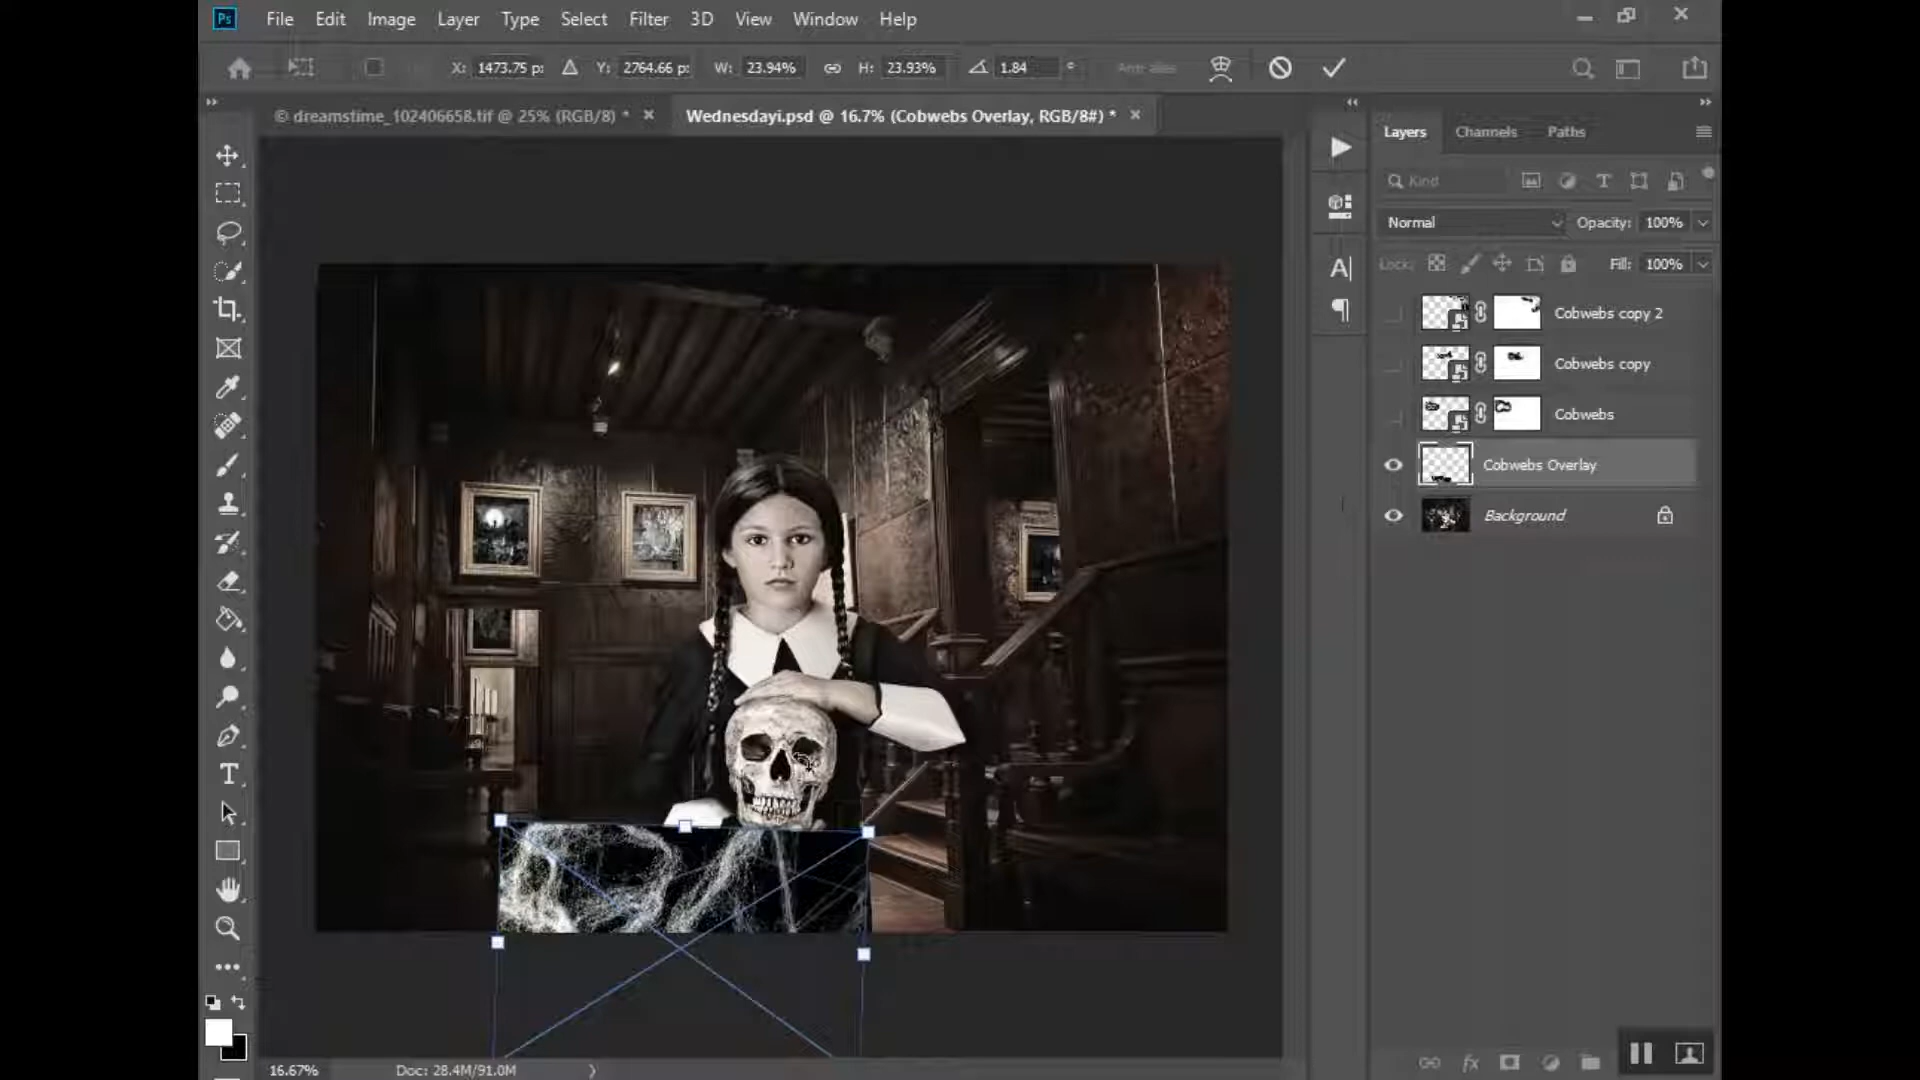 Ps File Edit Image Layer Type Select Filter 3D View Window Help
X: 1473.75 p: Y: 2764.66 p: W: 23.94% H: 23.93% 1.84 °
© dreamstime_102406658.tif @ 25% (RGB/8) *
Wednesdayi.psd @ 16.7% (Cobwebs Overlay, RGB/8#) *
Layers Channels Paths
Kind
Normal Opacity: 100%
Lock: Fill: 100%
Cobwebs copy 2
Cobwebs copy
Cobwebs
Cobwebs Overlay
Background
16.67% Doc: 28.4M/91.0M